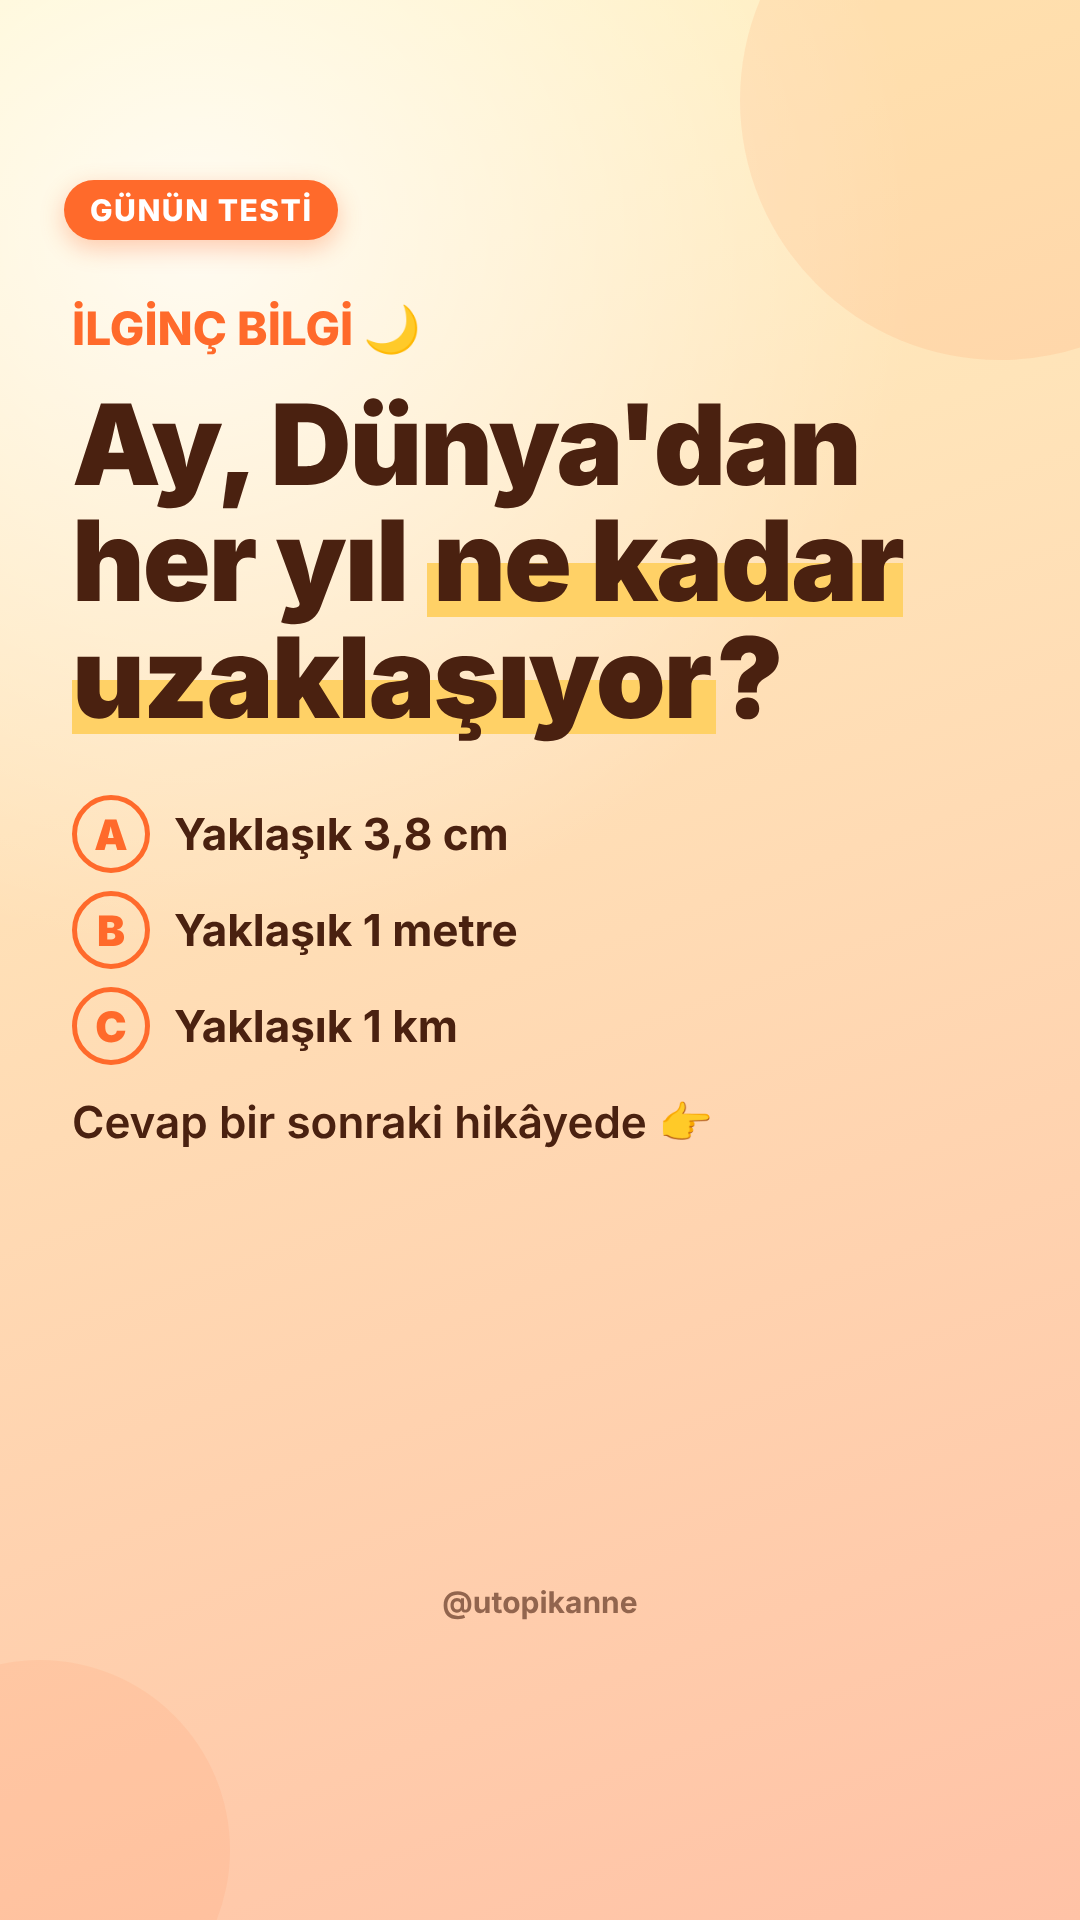 GÜNÜN TESTİ
İLGİNÇ BİLGİ 🌙
Ay, Dünya'dan
her yıl ne kadar
uzaklaşıyor?
A Yaklaşık 3,8 cm
B Yaklaşık 1 metre
C Yaklaşık 1 km
Cevap bir sonraki hikâyede 👉
@utopikanne